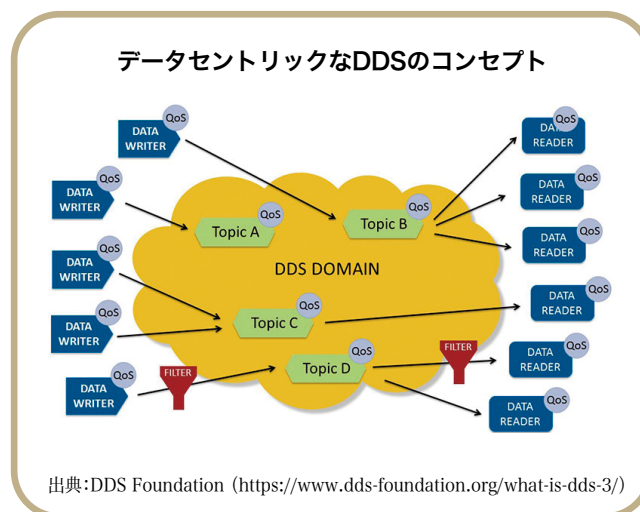 データセントリックなDDSのコンセプト
QoS
DATA
WRITER
QoS
DATA
READER
QoS
DATA
WRITER
QoS
DATA
READER
QoS
Topic A
QoS
Topic B
QoS
DATA
READER
QoS
DATA
WRITER
DDS DOMAIN
QoS
DATA
READER
QoS
DATA
WRITER
QoS
Topic C
QoS
DATA
WRITER
FILTER
QoS
Topic D
FILTER
QoS
DATA
READER
QoS
DATA
READER
出典:DDS Foundation（https://www.dds-foundation.org/what-is-dds-3/）